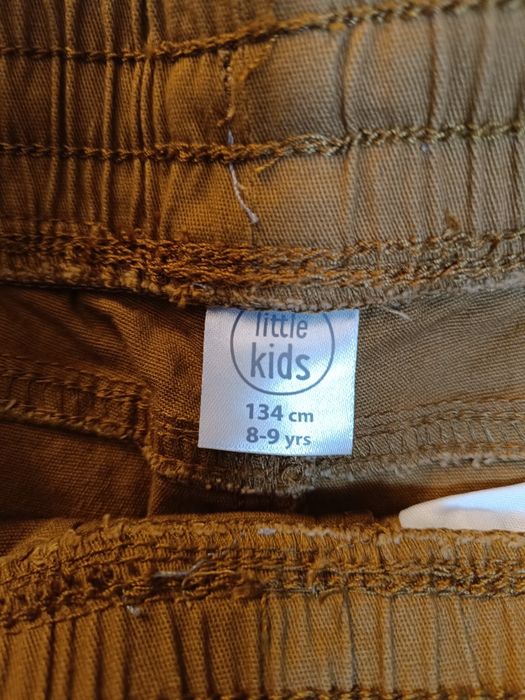 little
kids
134 cm
8-9 yrs